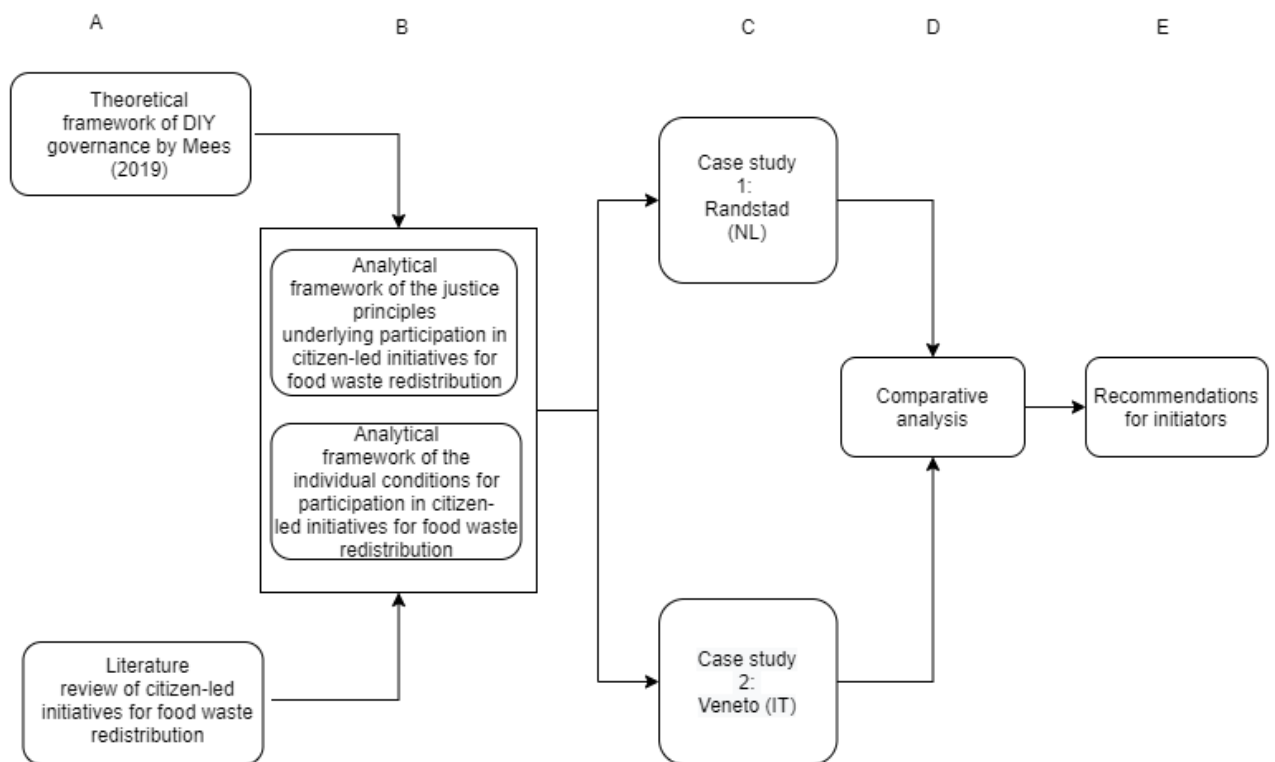 A
B
C
D
E
Theoretical
framework of DIY
governance by Mees
(2019)
Analytical
framework of the justice
principles
underlying participation in
citizen-led initiatives for
food waste redistribution
Analytical
framework of the
individual conditions for
participation in citizen-
led initiatives for food waste
redistribution
Literature
review of citizen-led
initiatives for food waste
redistribution
Case study
1:
Randstad
(NL)
Case study
2:
Veneto (IT)
Comparative
analysis
Recommendations
for initiators